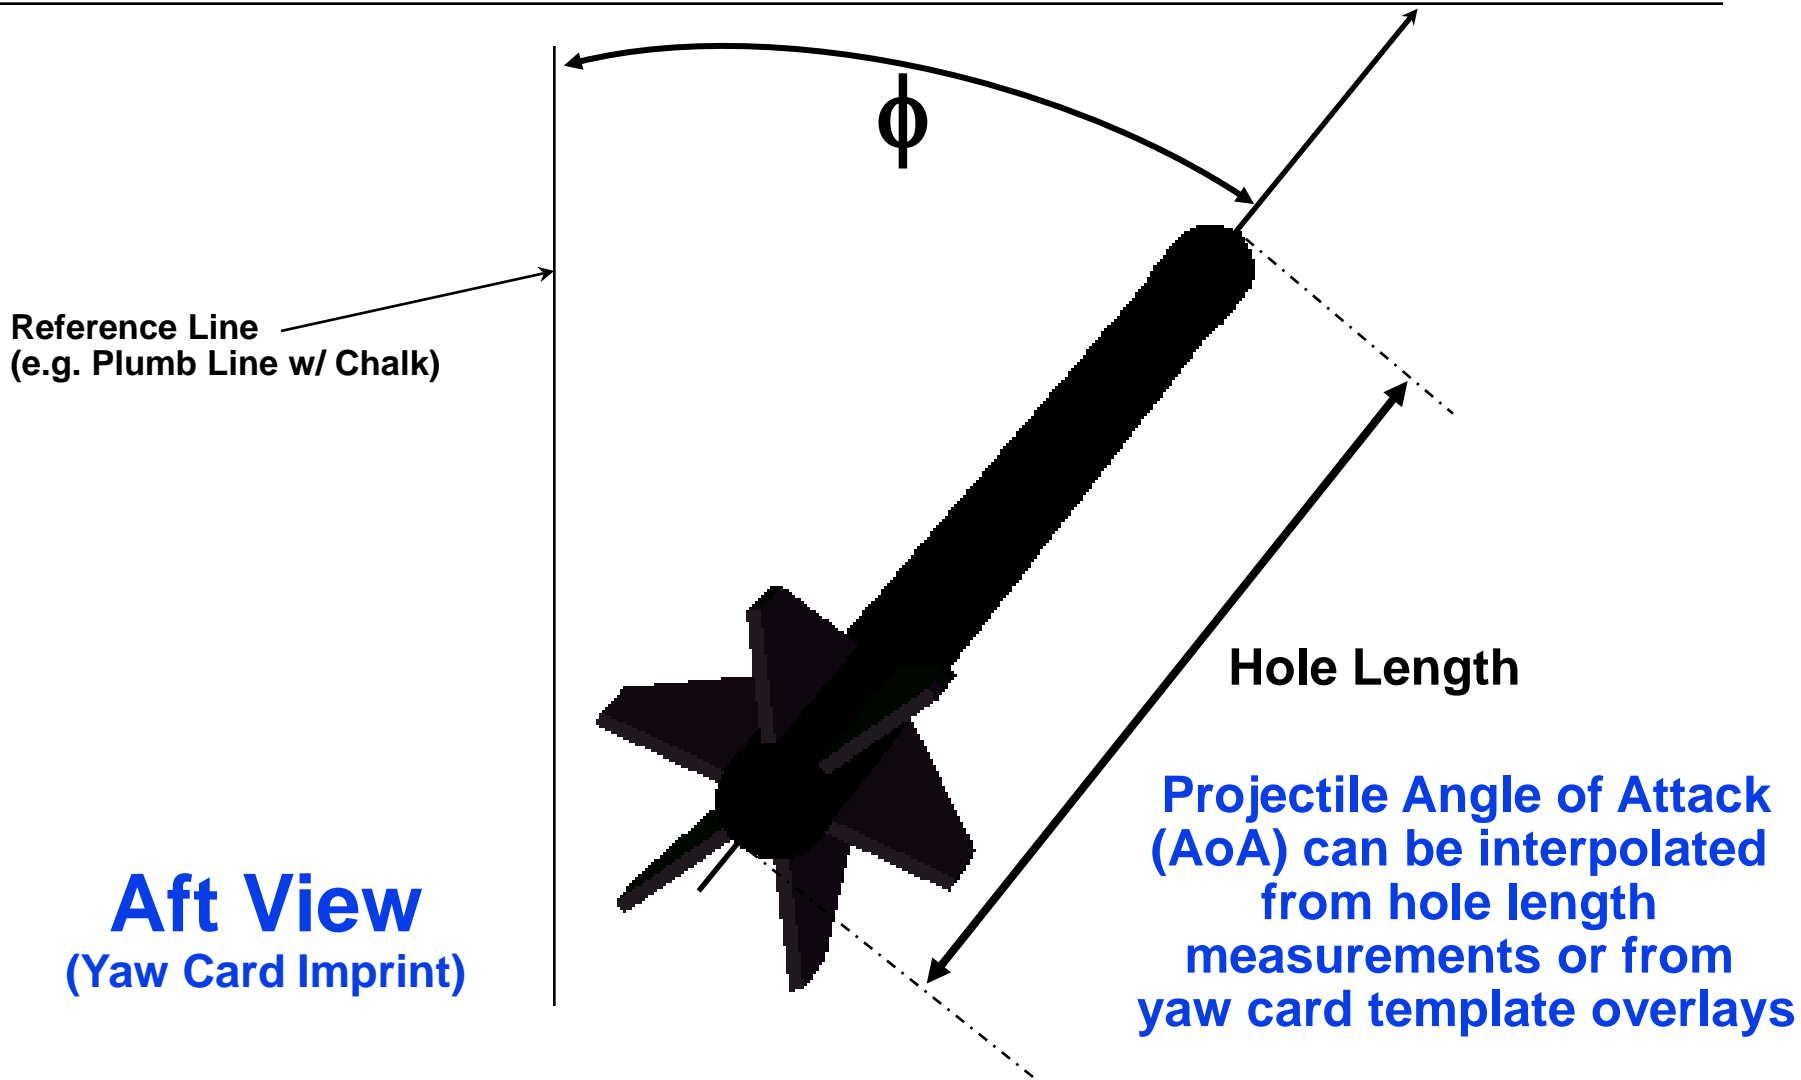 ϕ
Reference Line
(e.g. Plumb Line w/ Chalk)
Hole Length
Projectile Angle of Attack
(AoA) can be interpolated
from hole length
measurements or from
yaw card template overlays
Aft View
(Yaw Card Imprint)